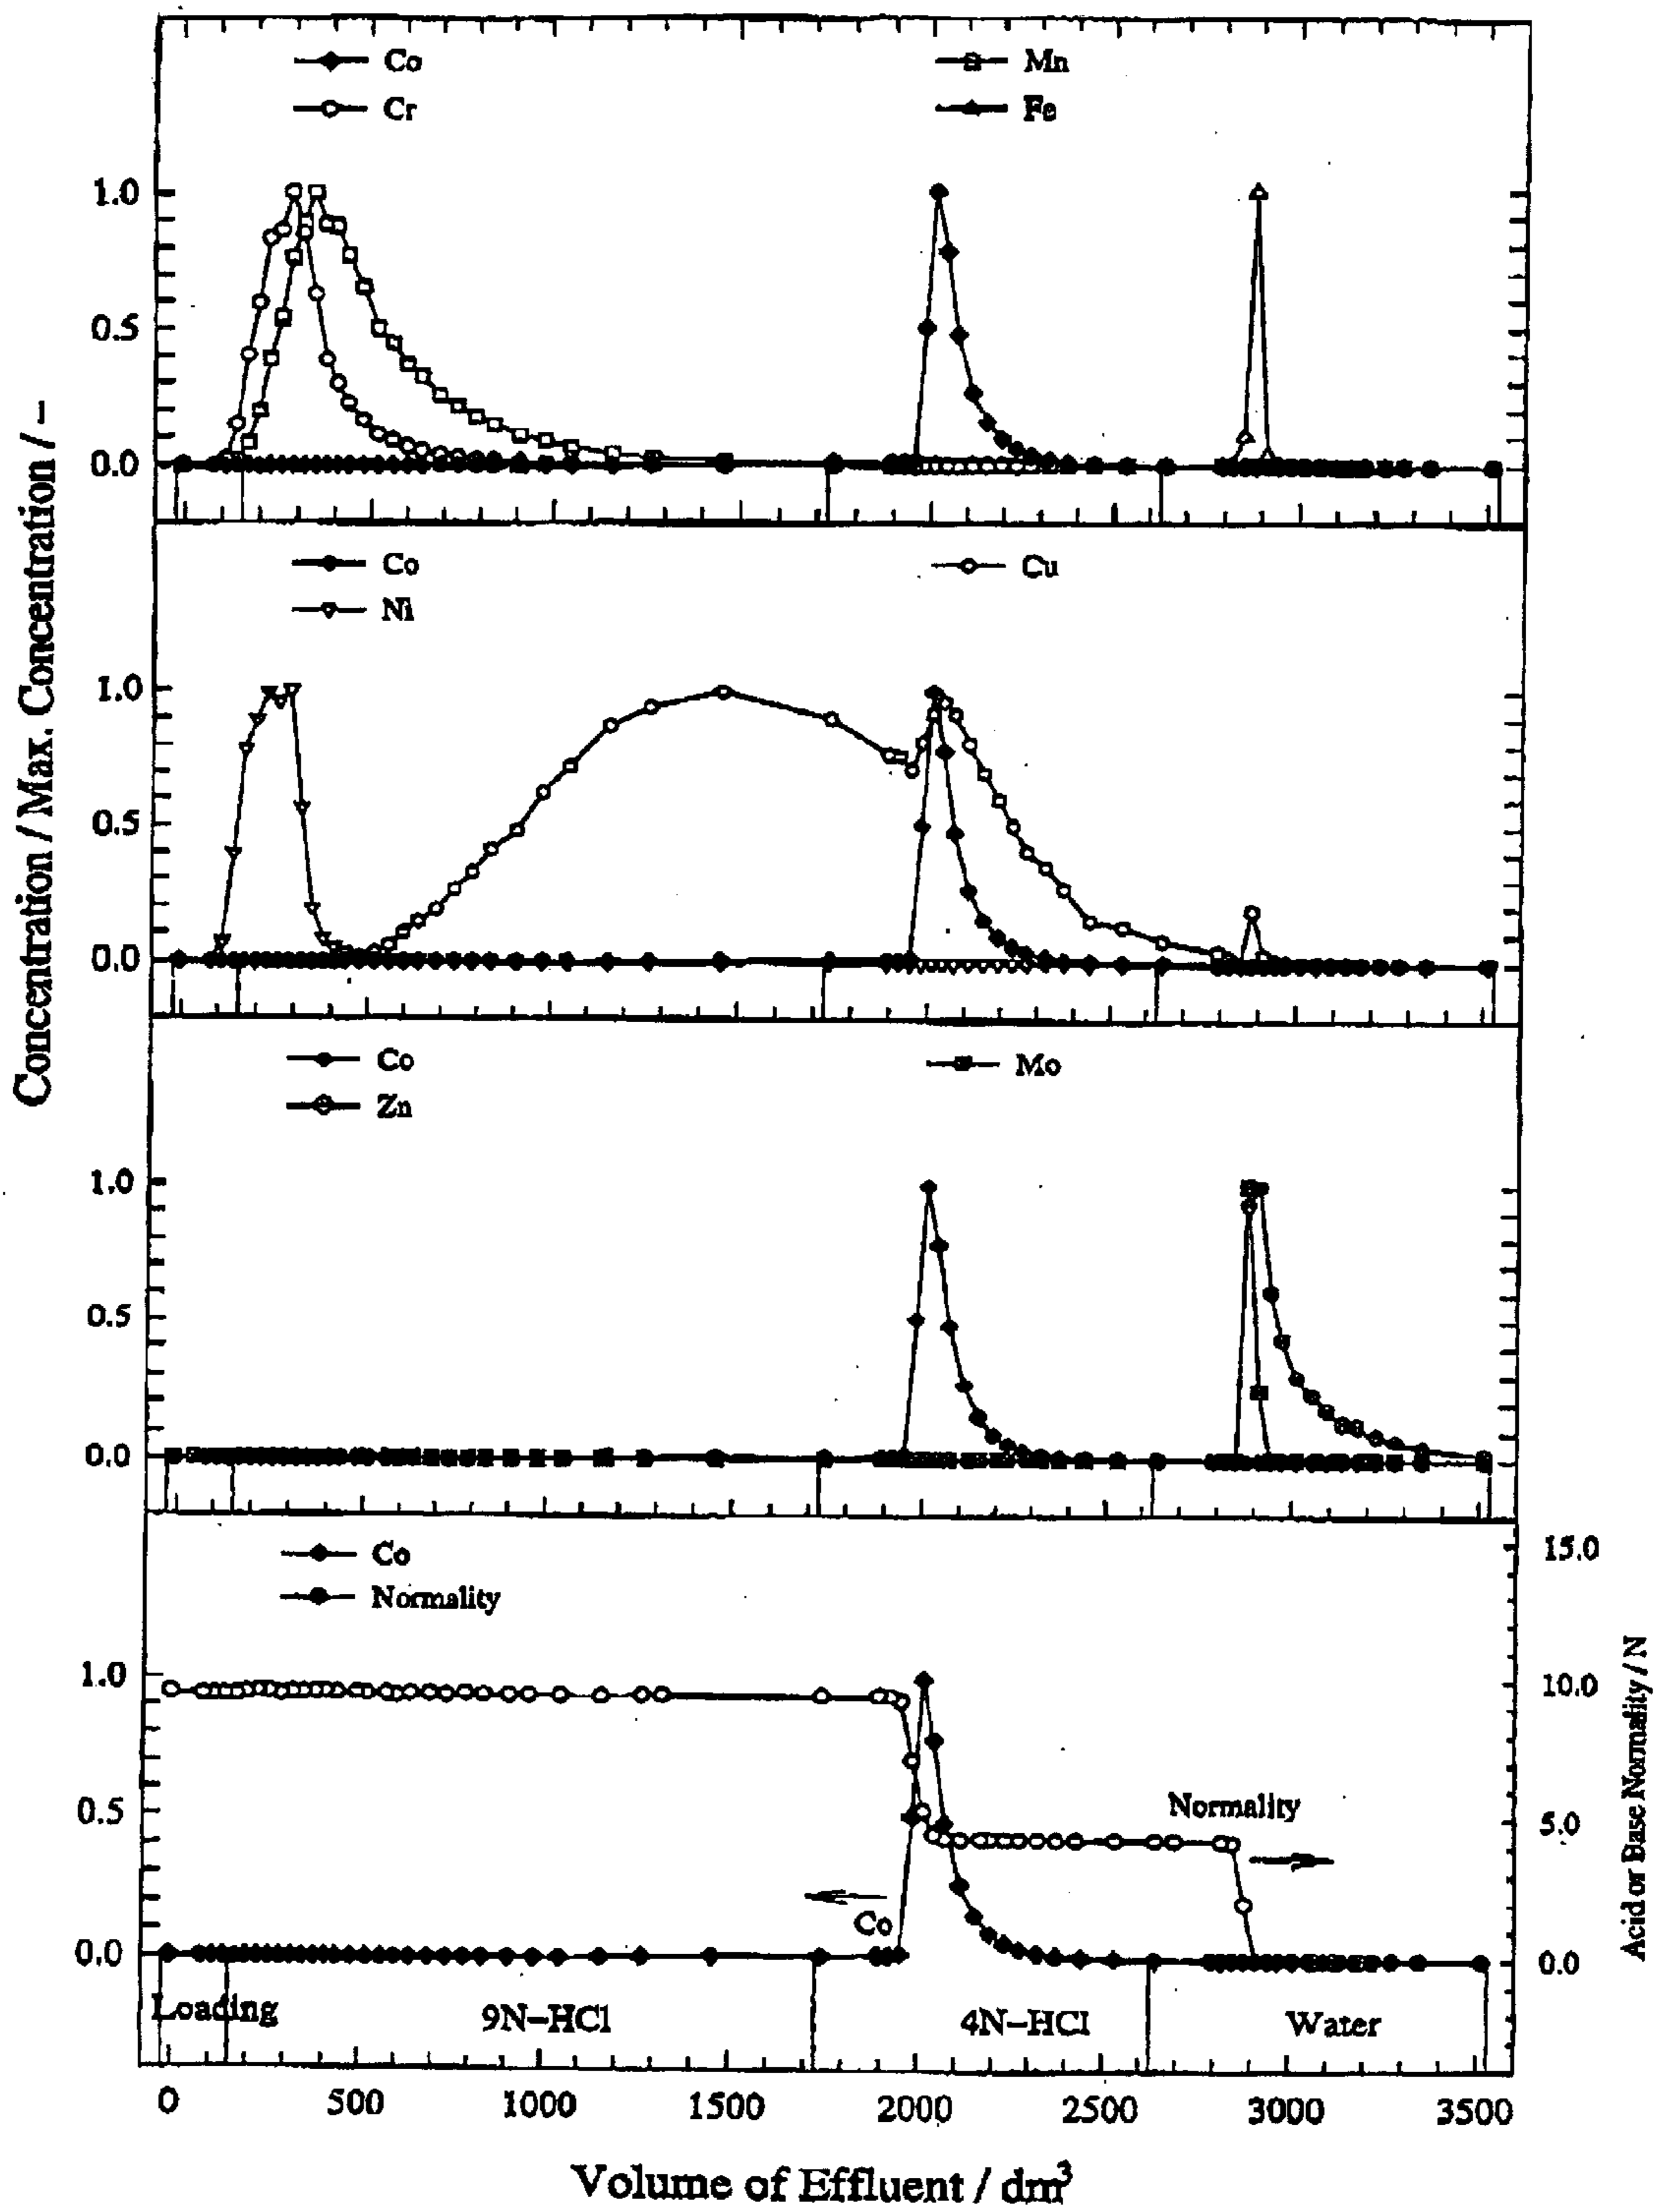 Co Mn
Cr Fe
1.0
0.5
0.0
Co Cu
Ni
1.0
0.5
0.0
Concentration / Max. Concentration / –
Co Mo
Zn
1.0
0.5
0.0
Co
Normality
15.0
1.0
10.0
0.5
Normality
5.0
Co
0.0
0.0
Acid or Base Normality / N
Loading 9N–HCl 4N–HCl Water
0 500 1000 1500 2000 2500 3000 3500
Volume of Effluent / dm³